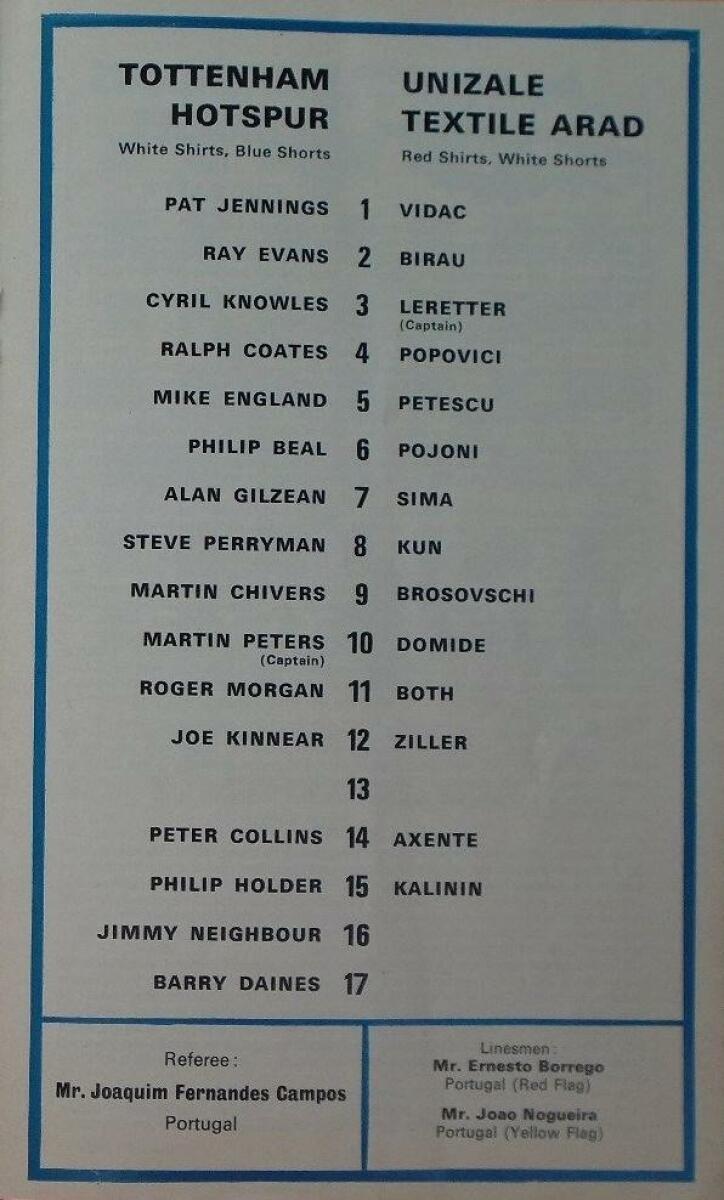 TOTTENHAM HOTSPUR
White Shirts, Blue Shorts
UNIZALE TEXTILE ARAD
Red Shirts, White Shorts
PAT JENNINGS 1 VIDAC
RAY EVANS 2 BIRAU
CYRIL KNOWLES 3 LERETTER
(Captain)
RALPH COATES 4 POPOVICI
MIKE ENGLAND 5 PETESCU
PHILIP BEAL 6 POJONI
ALAN GILZEAN 7 SIMA
STEVE PERRYMAN 8 KUN
MARTIN CHIVERS 9 BROSOVSCHI
MARTIN PETERS 10 DOMIDE
(Captain)
ROGER MORGAN 11 BOTH
JOE KINNEAR 12 ZILLER
13
PETER COLLINS 14 AXENTE
PHILIP HOLDER 15 KALININ
JIMMY NEIGHBOUR 16
BARRY DAINES 17
Referee:
Mr. Joaquim Fernandes Campos
Portugal
Linesmen:
Mr. Ernesto Borrego
Portugal (Red Flag)
Mr. Joao Nogueira
Portugal (Yellow Flag)